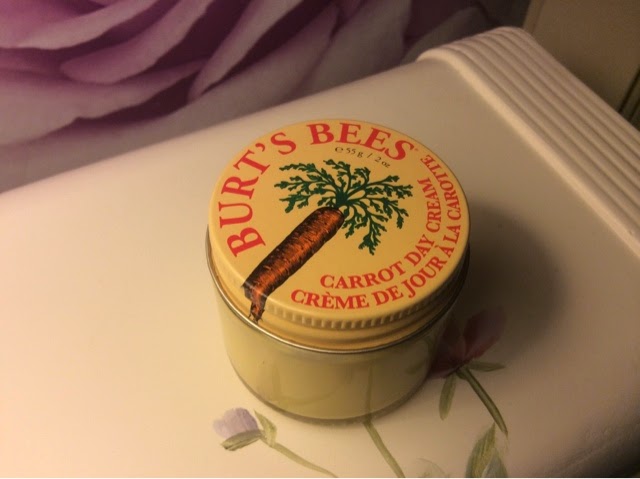 BURT'S BEES®
℮ 55 g / 2 oz
CARROT DAY CREAM
CRÈME DE JOUR À LA CAROTTE